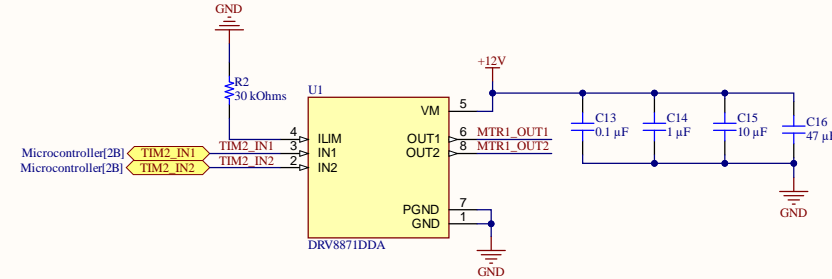 GND
+12V
R2
30 kOhms
U1
VM
5
C13
0.1 µF
C14
1 µF
C15
10 µF
C16
47 µF
4
ILIM
OUT1
6
MTR1_OUT1
Microcontroller[2B]
TIM2_IN1
TIM2_IN1
3
IN1
OUT2
8
MTR1_OUT2
Microcontroller[2B]
TIM2_IN2
TIM2_IN2
2
IN2
PGND
7
GND
1
GND
DRV8871DDA
GND